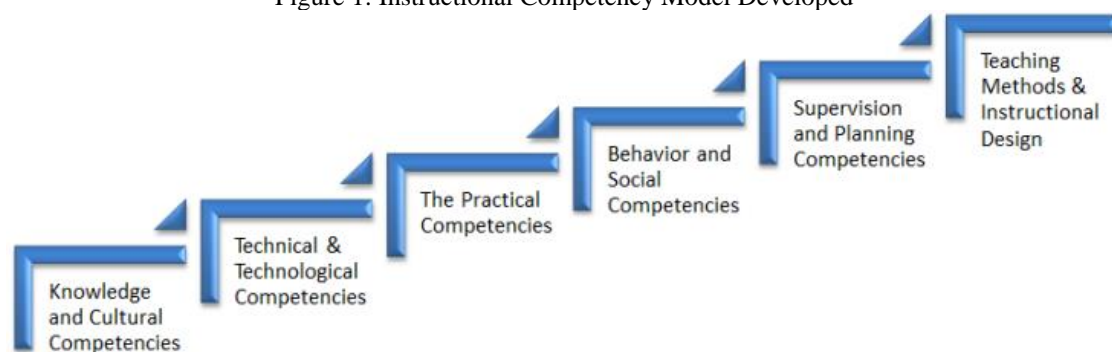 Figure 1: Instructional Competency Model Developed
Knowledge
and Cultural
Competencies
Technical &
Technological
Competencies
The Practical
Competencies
Behavior and
Social
Competencies
Supervision
and Planning
Competencies
Teaching
Methods &
Instructional
Design